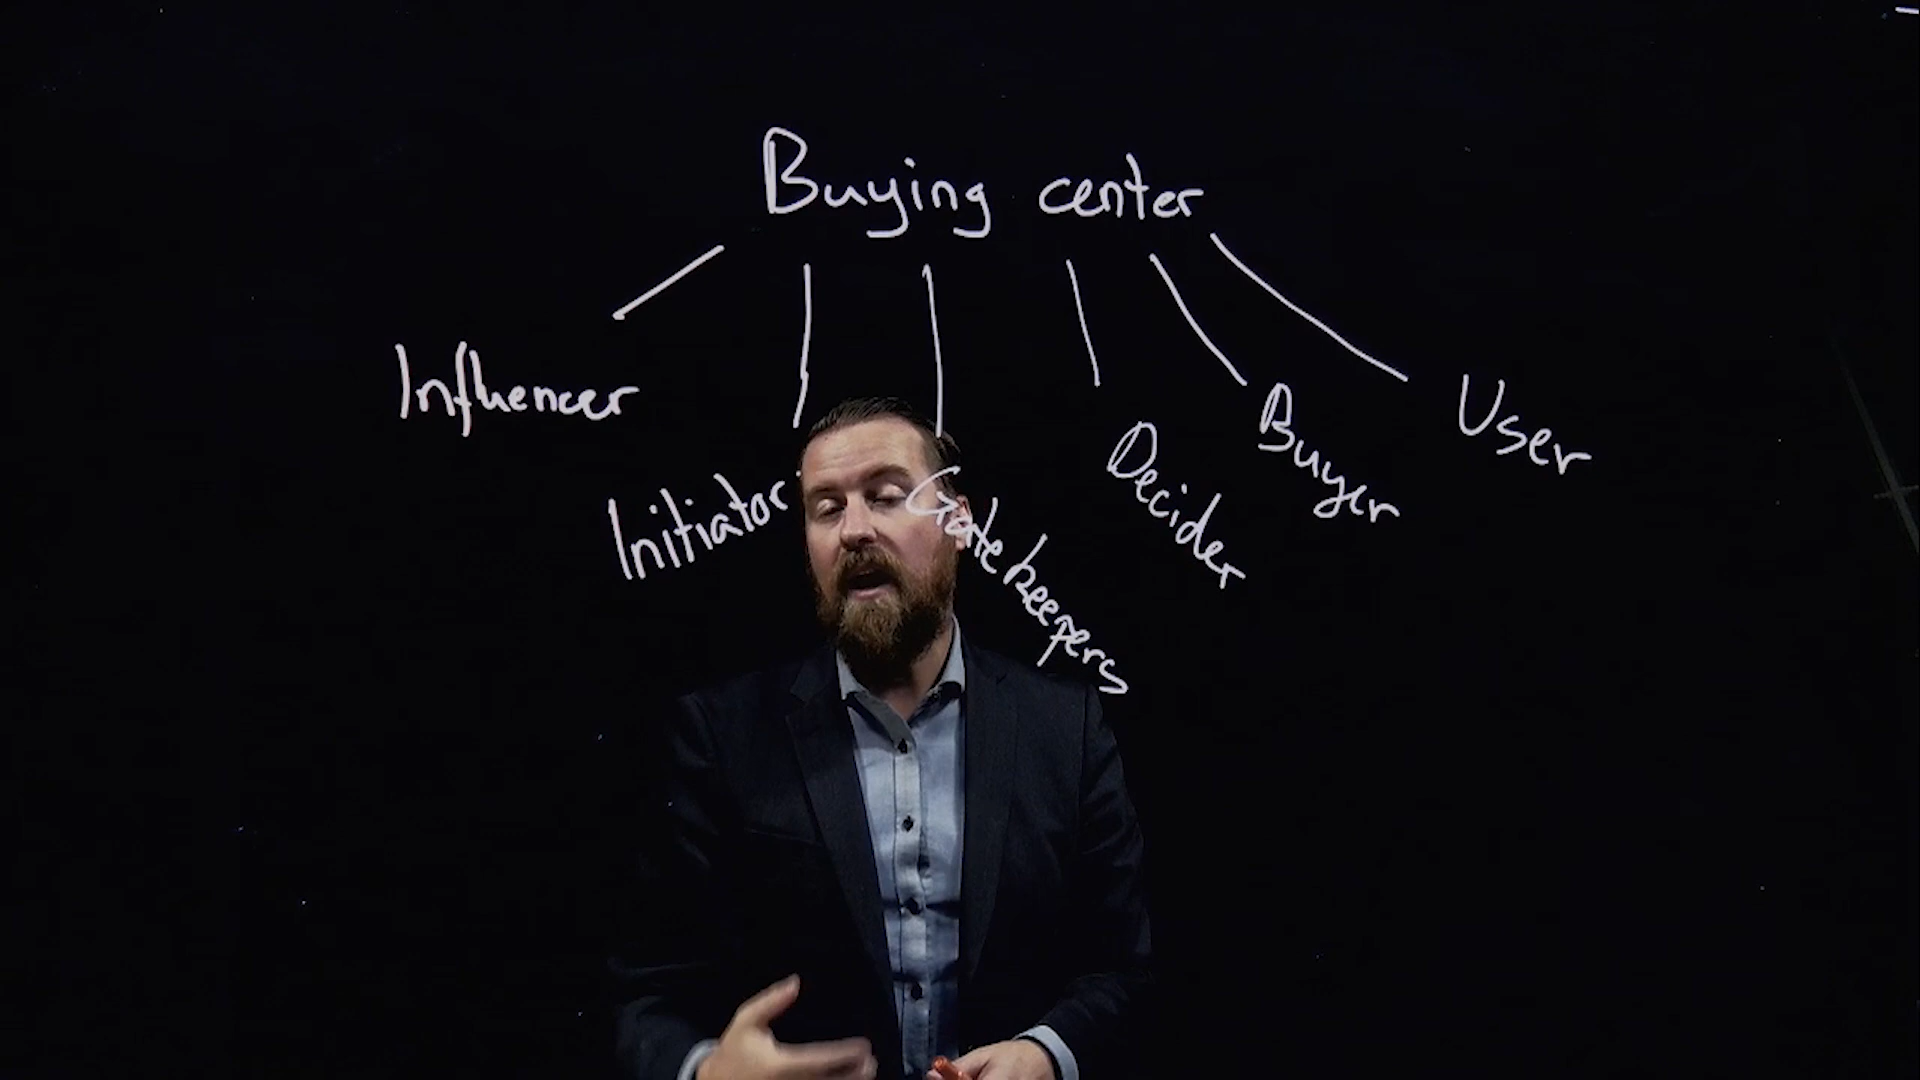 Buying center
Influencer
Initiator
Gatekeepers
Decider
Buyer
User